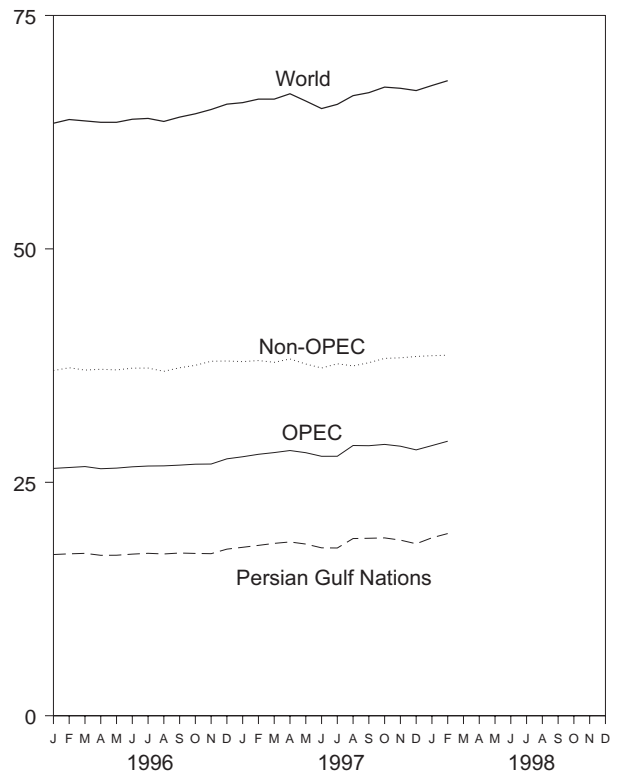 75
World
50
Non-OPEC
OPEC
25
Persian Gulf Nations
0
J F M A M J J A S O N D J F M A M J J A S O N D J F M A M J J A S O N D
1996 1997 1998